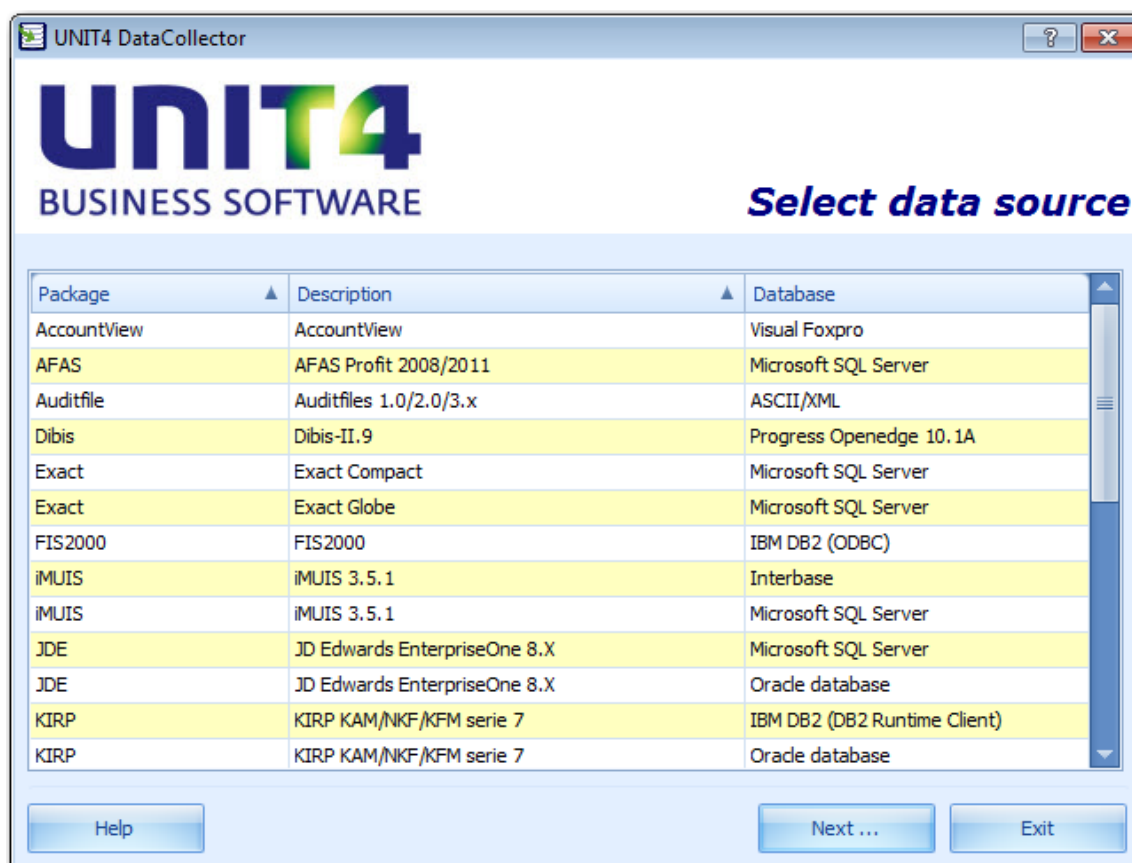 UNIT4 DataCollector
UNIT4
BUSINESS SOFTWARE
Select data source
Package Description Database
AccountView AccountView Visual Foxpro
AFAS AFAS Profit 2008/2011 Microsoft SQL Server
Auditfile Auditfiles 1.0/2.0/3.x ASCII/XML
Dibis Dibis-II.9 Progress Openedge 10.1A
Exact Exact Compact Microsoft SQL Server
Exact Exact Globe Microsoft SQL Server
FIS2000 FIS2000 IBM DB2 (ODBC)
iMUIS iMUIS 3.5.1 Interbase
iMUIS iMUIS 3.5.1 Microsoft SQL Server
JDE JD Edwards EnterpriseOne 8.X Microsoft SQL Server
JDE JD Edwards EnterpriseOne 8.X Oracle database
KIRP KIRP KAM/NKF/KFM serie 7 IBM DB2 (DB2 Runtime Client)
KIRP KIRP KAM/NKF/KFM serie 7 Oracle database
Help Next ... Exit